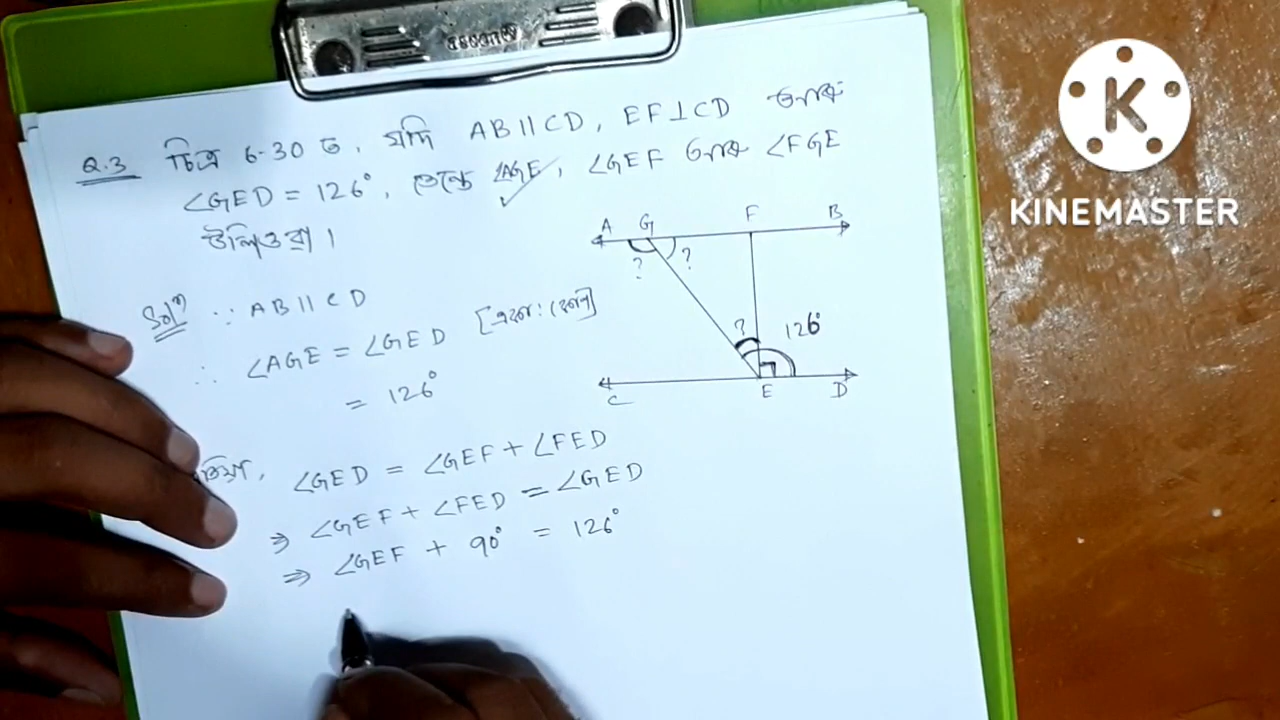 Q.3 চিত্ৰ 6.30 ত, যদি AB || CD, EF⊥CD আৰু
∠GED = 126°, তেন্তে ∠AGE, ∠GEF আৰু ∠FGE
উলিওৱা।
A G F B
? ?
? 126°
C E D
Solⁿ ∵ AB || CD
∴ ∠AGE = ∠GED
= 126°
∠GED = ∠GEF + ∠FED
⇒ ∠GEF + ∠FED = ∠GED
⇒ ∠GEF + 90° = 126°
K
KINEMASTER